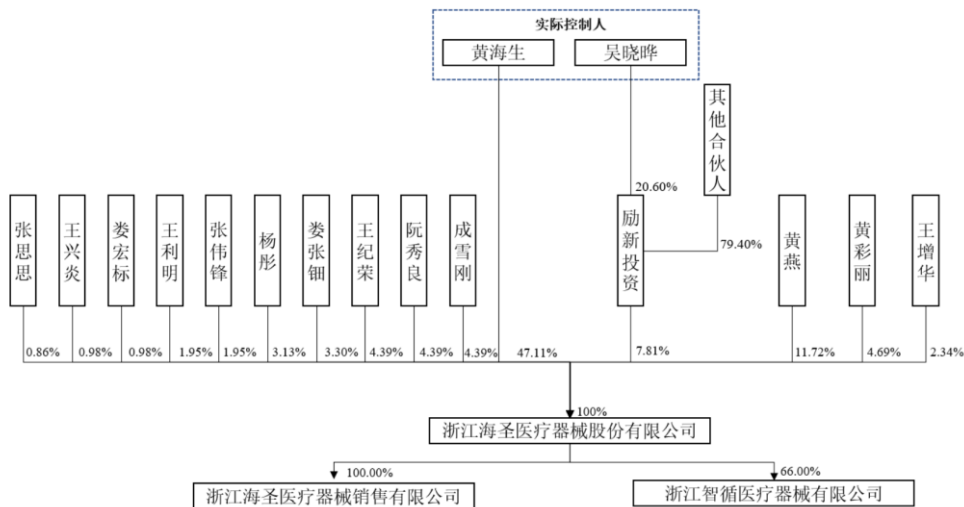 实际控制人
黄海生
吴晓晔
其他合伙人
20.60%
张思思
王兴炎
娄宏标
王利明
张伟锋
杨彤
娄张钿
王纪荣
阮秀良
成雪刚
励新投资
79.40%
黄燕
黄彩丽
王增华
0.86%
0.98%
0.98%
1.95%
1.95%
3.13%
3.30%
4.39%
4.39%
4.39%
47.11%
7.81%
11.72%
4.69%
2.34%
100%
浙江海圣医疗器械股份有限公司
100.00%
66.00%
浙江海圣医疗器械销售有限公司
浙江智循医疗器械有限公司